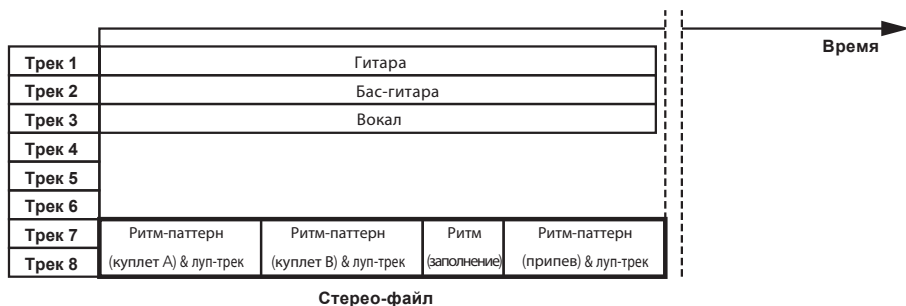 Время
Трек 1 Гитара
Трек 2 Бас-гитара
Трек 3 Вокал
Трек 4
Трек 5
Трек 6
Трек 7 Ритм-паттерн Ритм-паттерн Ритм Ритм-паттерн
Трек 8 (куплет A) & луп-трек (куплет B) & луп-трек (заполнение) (припев) & луп-трек
Стерео-файл